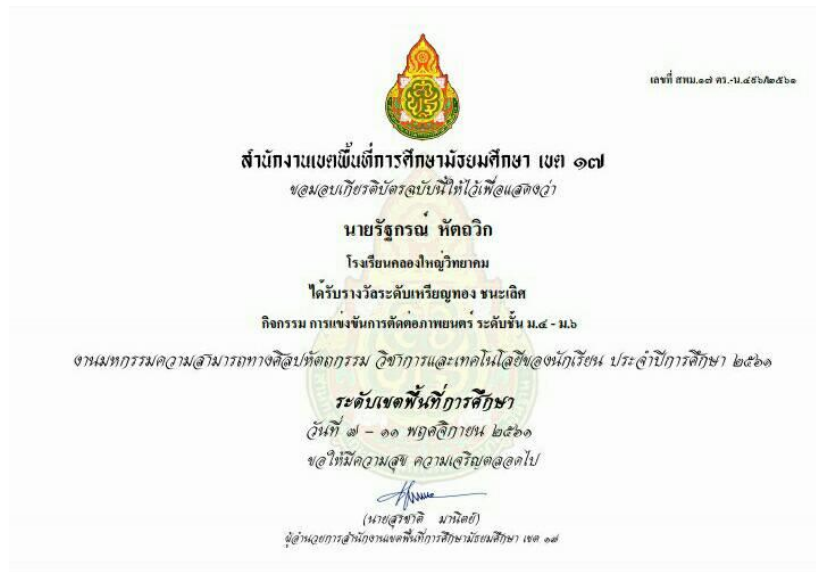 เลขที่ สพม.๑๗ ตร.-น.๔๕๖/๒๕๖๑
สำนักงานเขตพื้นที่การศึกษามัธยมศึกษา เขต ๑๗
ขอมอบเกียรติบัตรฉบับนี้ให้ไว้เพื่อแสดงว่า
นายรัฐกรณ์ หัตถวิก
โรงเรียนคลองใหญ่วิทยาคม
ได้รับรางวัลระดับเหรียญทอง ชนะเลิศ
กิจกรรม การแข่งขันการตัดต่อภาพยนตร์ ระดับชั้น ม.๔ - ม.๖
งานมหกรรมความสามารถทางศิลปหัตถกรรม วิชาการและเทคโนโลยีของนักเรียน ประจำปีการศึกษา ๒๕๖๑
ระดับเขตพื้นที่การศึกษา
วันที่ ๗ - ๑๑ พฤศจิกายน ๒๕๖๑
ขอให้มีความสุข ความเจริญตลอดไป
(นายสุรชาติ มานิตย์)
ผู้อำนวยการสำนักงานเขตพื้นที่การศึกษามัธยมศึกษา เขต ๑๗